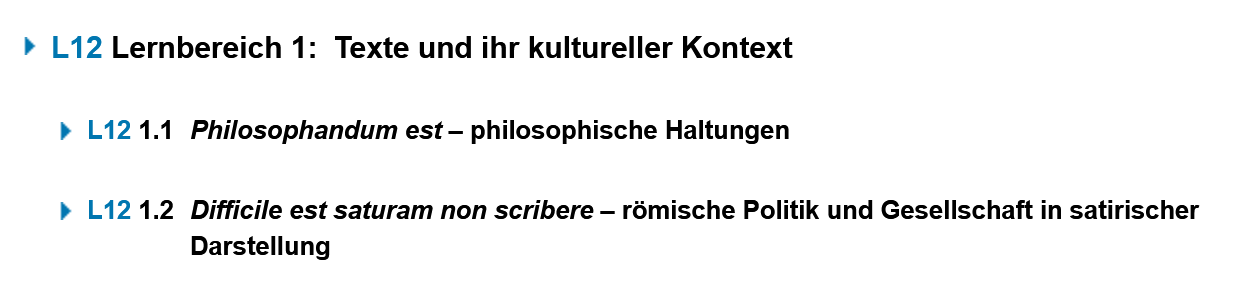 L12 Lernbereich 1: Texte und ihr kultureller Kontext
L12 1.1 Philosophandum est – philosophische Haltungen
L12 1.2 Difficile est saturam non scribere – römische Politik und Gesellschaft in satirischer
Darstellung